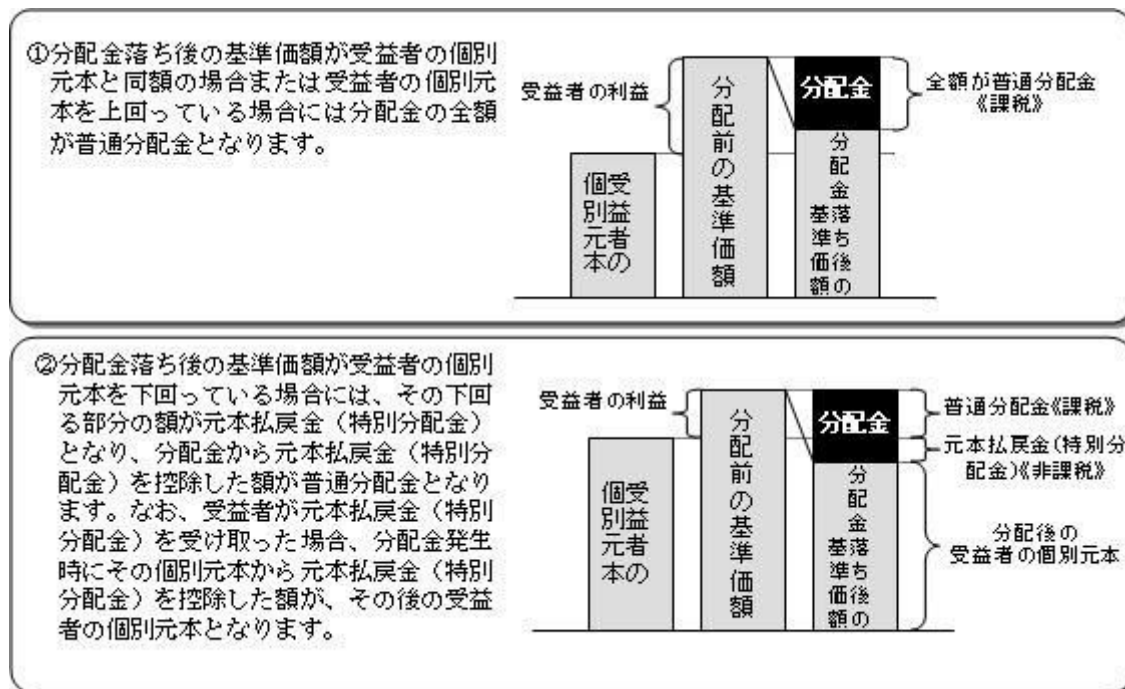 ①分配金落ち後の基準価額が受益者の個別
元本と同額の場合または受益者の個別元
本を上回っている場合には分配金の全額
が普通分配金となります。
受益者の利益
個別元本
受益者の
分配前の基準価額
分配金
基準価額
分配金落ち後の
全額が普通分配金
《課税》
②分配金落ち後の基準価額が受益者の個別
元本を下回っている場合には、その下回
る部分の額が元本払戻金（特別分配金）
となり、分配金から元本払戻金（特別分
配金）を控除した額が普通分配金となり
ます。なお、受益者が元本払戻金（特別
分配金）を受け取った場合、分配金発生
時にその個別元本から元本払戻金（特別
分配金）を控除した額が、その後の受益
者の個別元本となります。
受益者の利益
個別元本
受益者の
分配前の基準価額
分配金
基準価額
分配金落ち後の
普通分配金《課税》
元本払戻金（特別分
配金）《非課税》
分配後の
受益者の個別元本